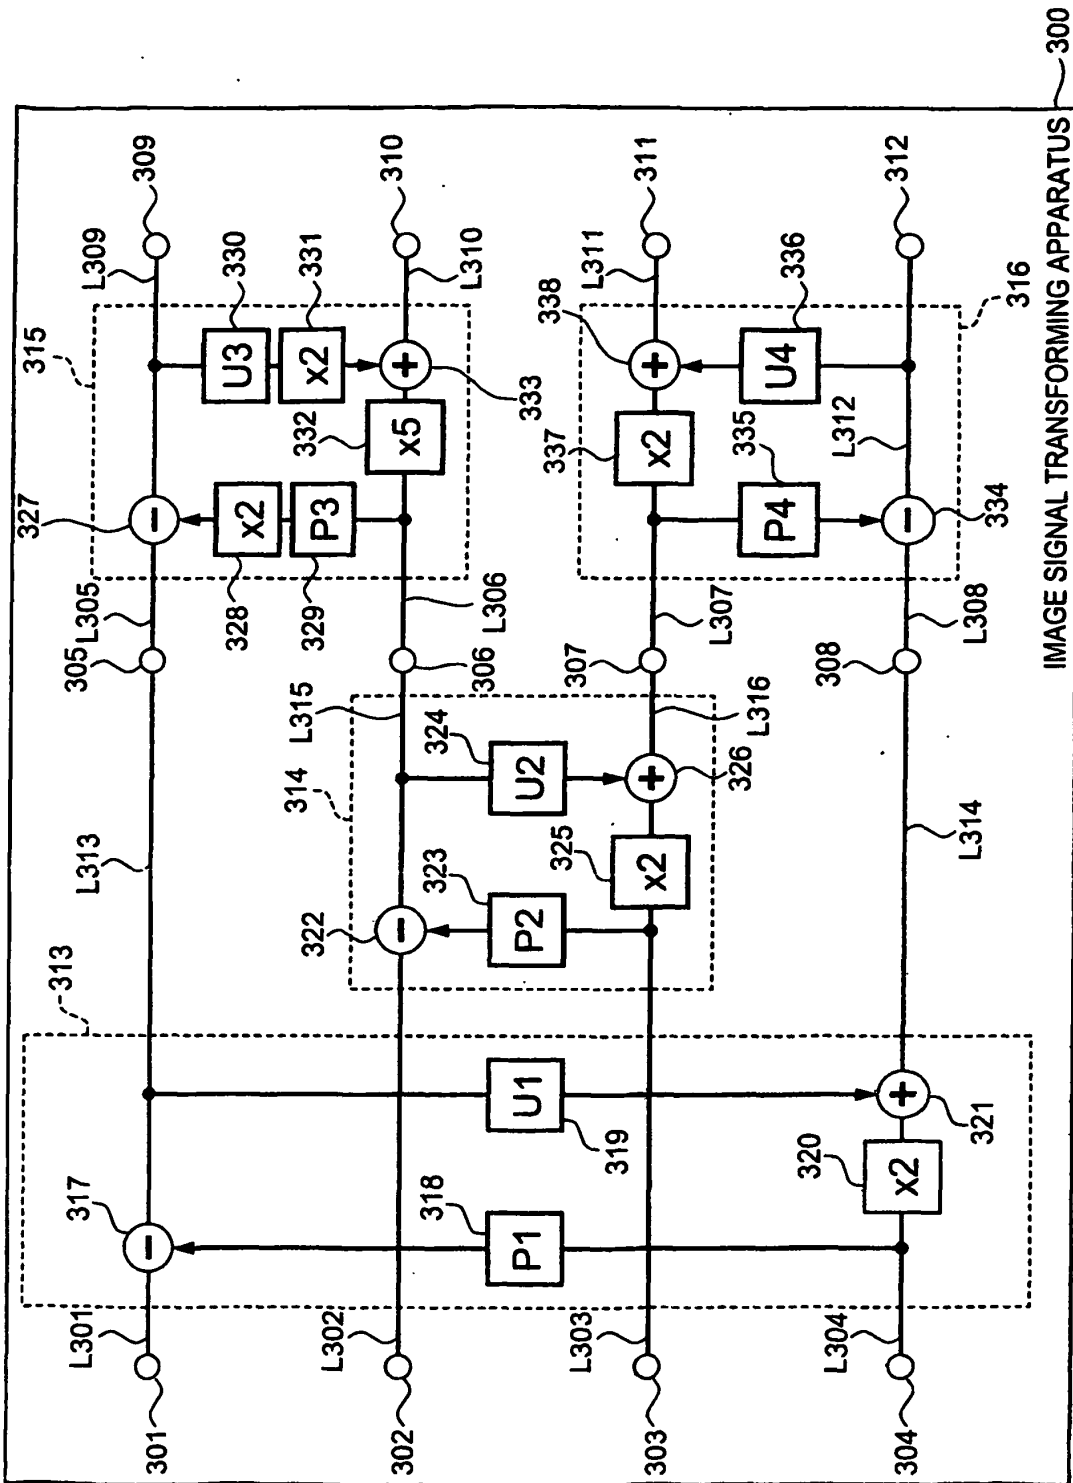 301
302
303
304
L301
L302
L303
L304
317
−
318
P1
U1
319
320
x2
+
321
313
L313
L314
314
322
−
323
P2
324
U2
325
x2
+
326
L315
L316
305
306
307
308
L305
L306
L307
L308
315
327
−
328
x2
329
P3
330
U3
331
x2
332
x5
+
333
334
−
335
P4
336
U4
337
x2
338
+
316
L309
L310
L311
L312
309
310
311
312
IMAGE SIGNAL TRANSFORMING APPARATUS
300